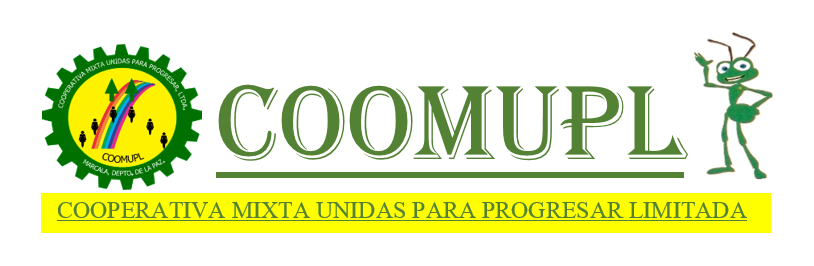 COOPERATIVA MIXTA UNIDAS PARA PROGRESAR, LTDA.
COOMUPL
MARCALA, DEPTO. DE LA PAZ.
COOMUPL
COOPERATIVA MIXTA UNIDAS PARA PROGRESAR LIMITADA